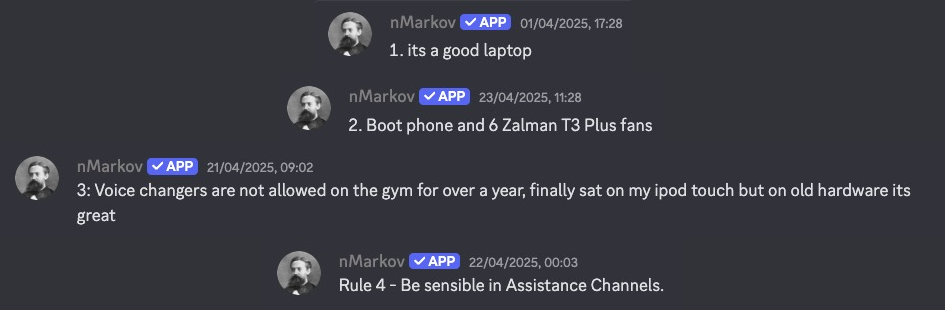 nMarkov ✓ APP 01/04/2025, 17:28
1. its a good laptop
nMarkov ✓ APP 23/04/2025, 11:28
2. Boot phone and 6 Zalman T3 Plus fans
nMarkov ✓ APP 21/04/2025, 09:02
3: Voice changers are not allowed on the gym for over a year, finally sat on my ipod touch but on old hardware its
great
nMarkov ✓ APP 22/04/2025, 00:03
Rule 4 - Be sensible in Assistance Channels.